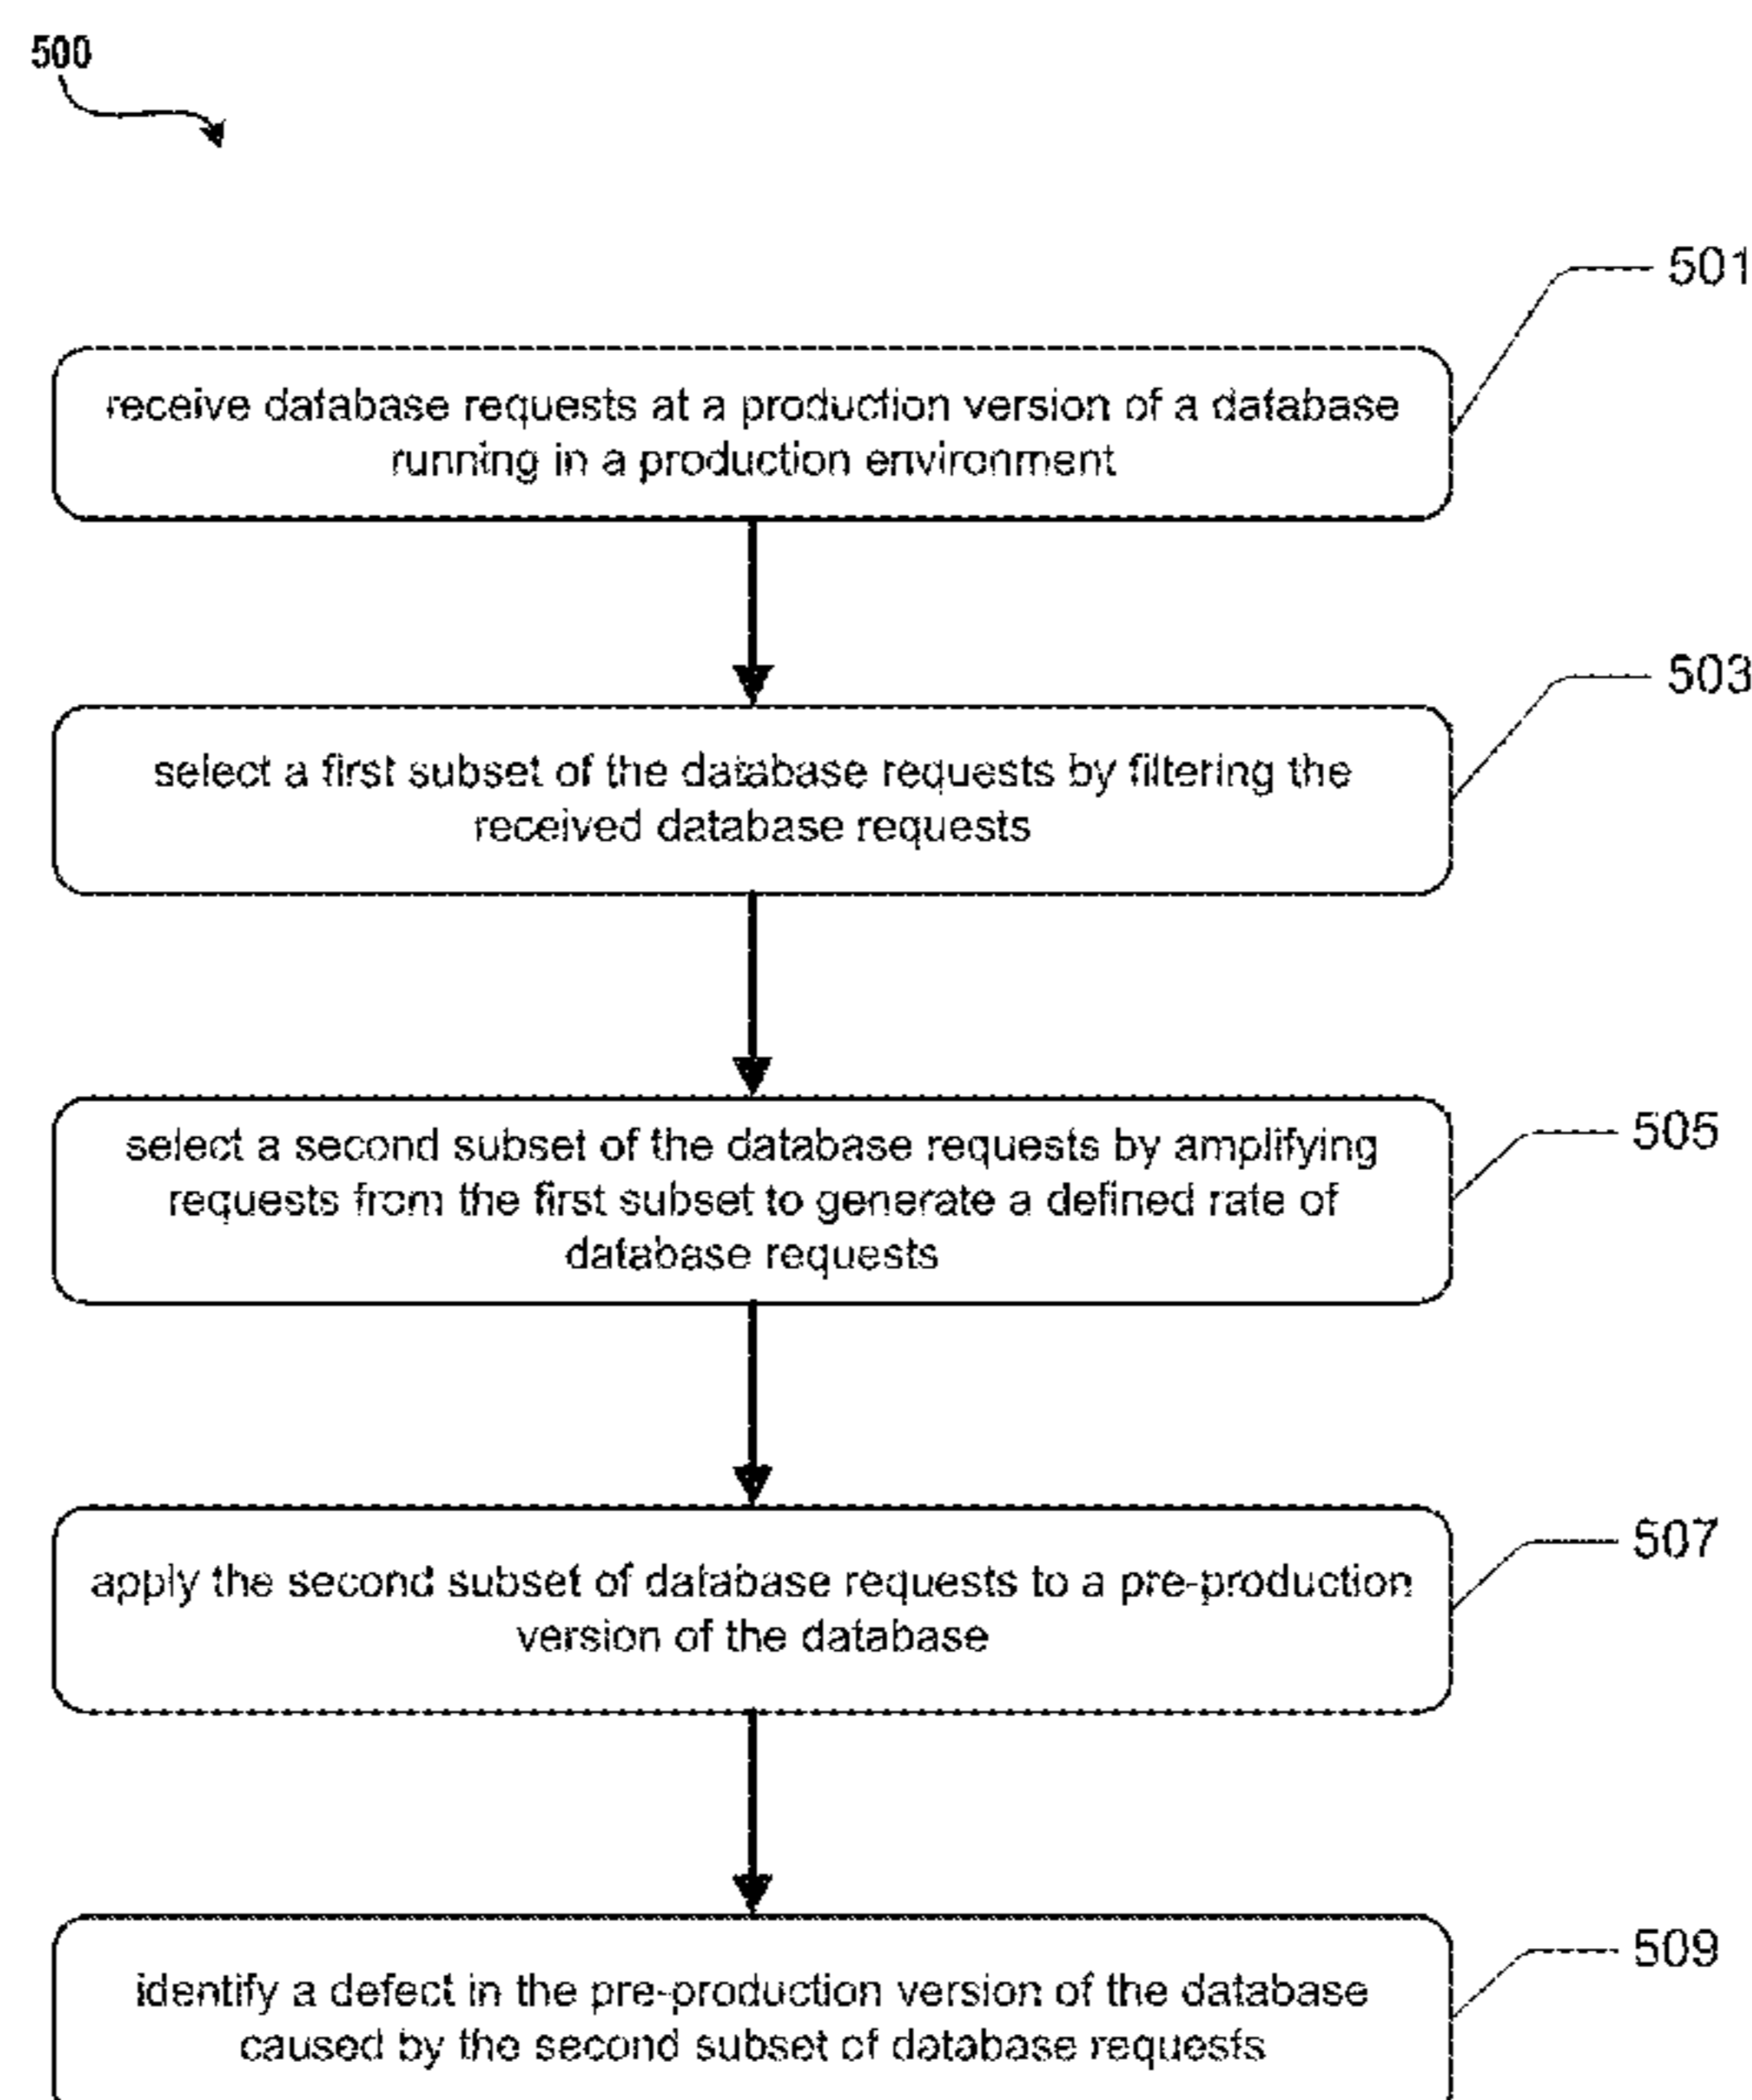 500
501
receive database requests at a production version of a database
running in a production environment
503
select a first subset of the database requests by filtering the
received database requests
505
select a second subset of the database requests by amplifying
requests from the first subset to generate a defined rate of
database requests
507
apply the second subset of database requests to a pre-production
version of the database
509
identify a defect in the pre-production version of the database
caused by the second subset of database requests